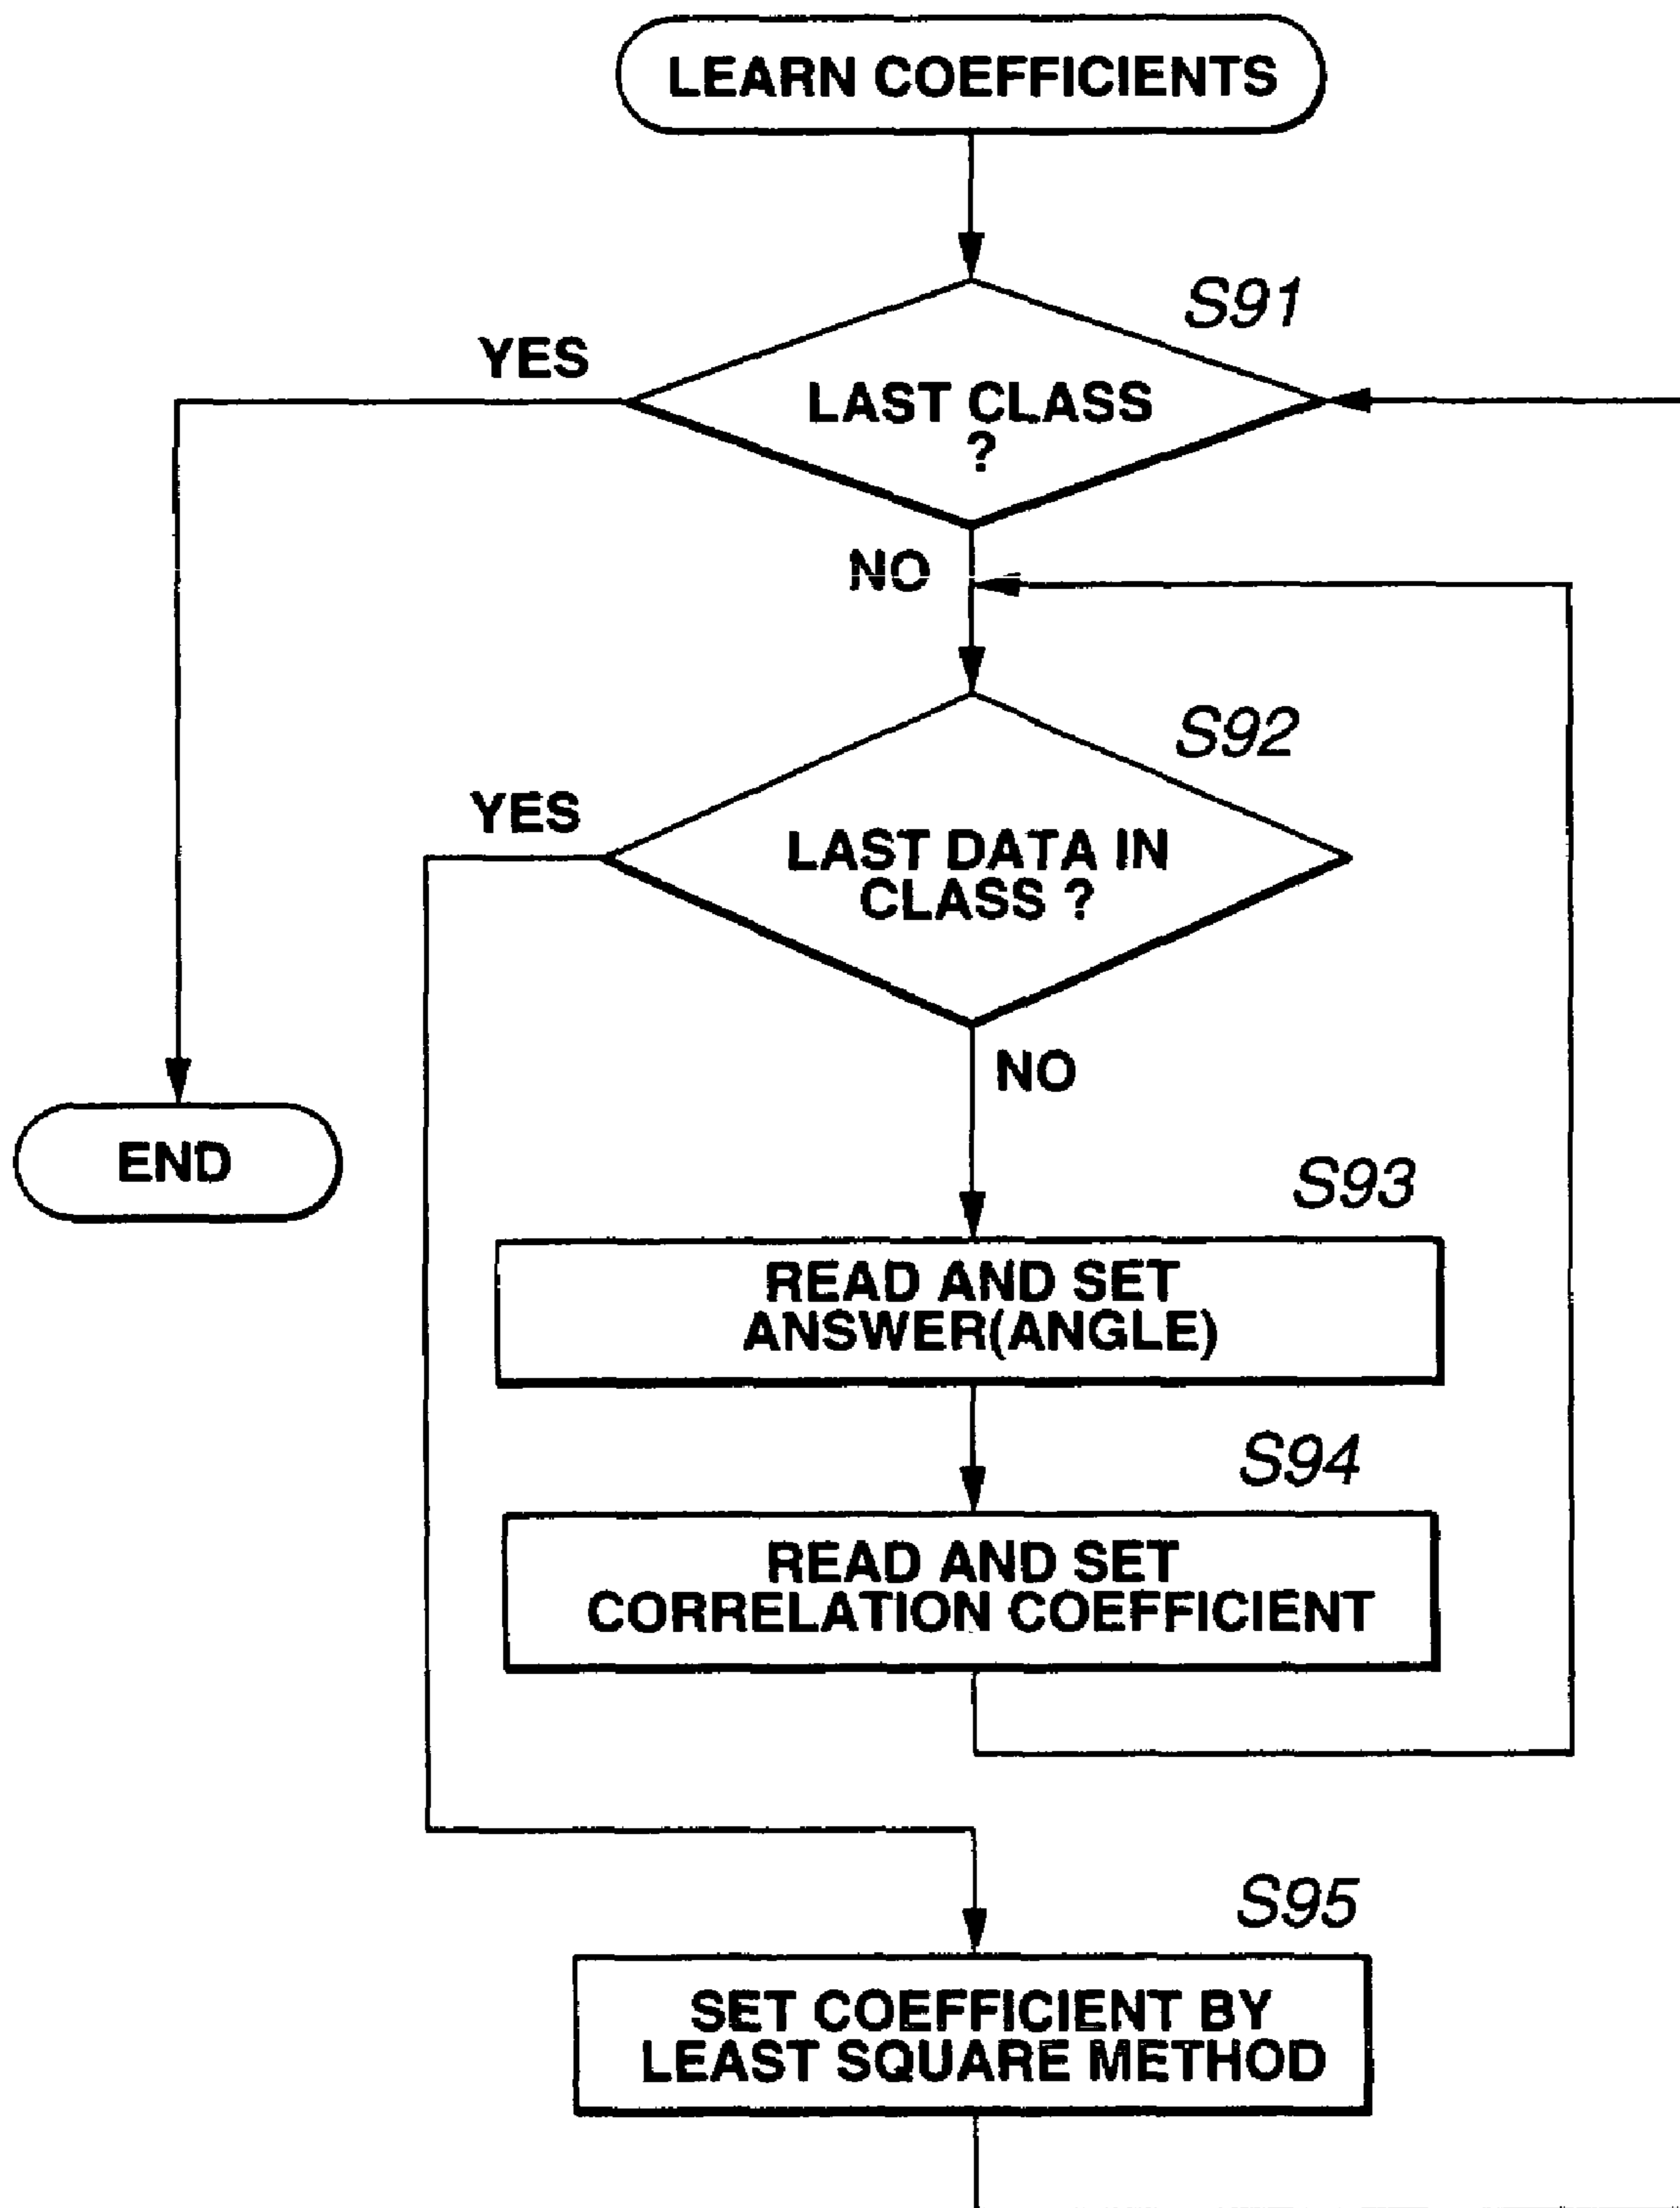 LEARN COEFFICIENTS
S91
YES
LAST CLASS
?
NO
S92
YES
LAST DATA IN
CLASS ?
NO
END
S93
READ AND SET
ANSWER(ANGLE)
S94
READ AND SET
CORRELATION COEFFICIENT
S95
SET COEFFICIENT BY
LEAST SQUARE METHOD